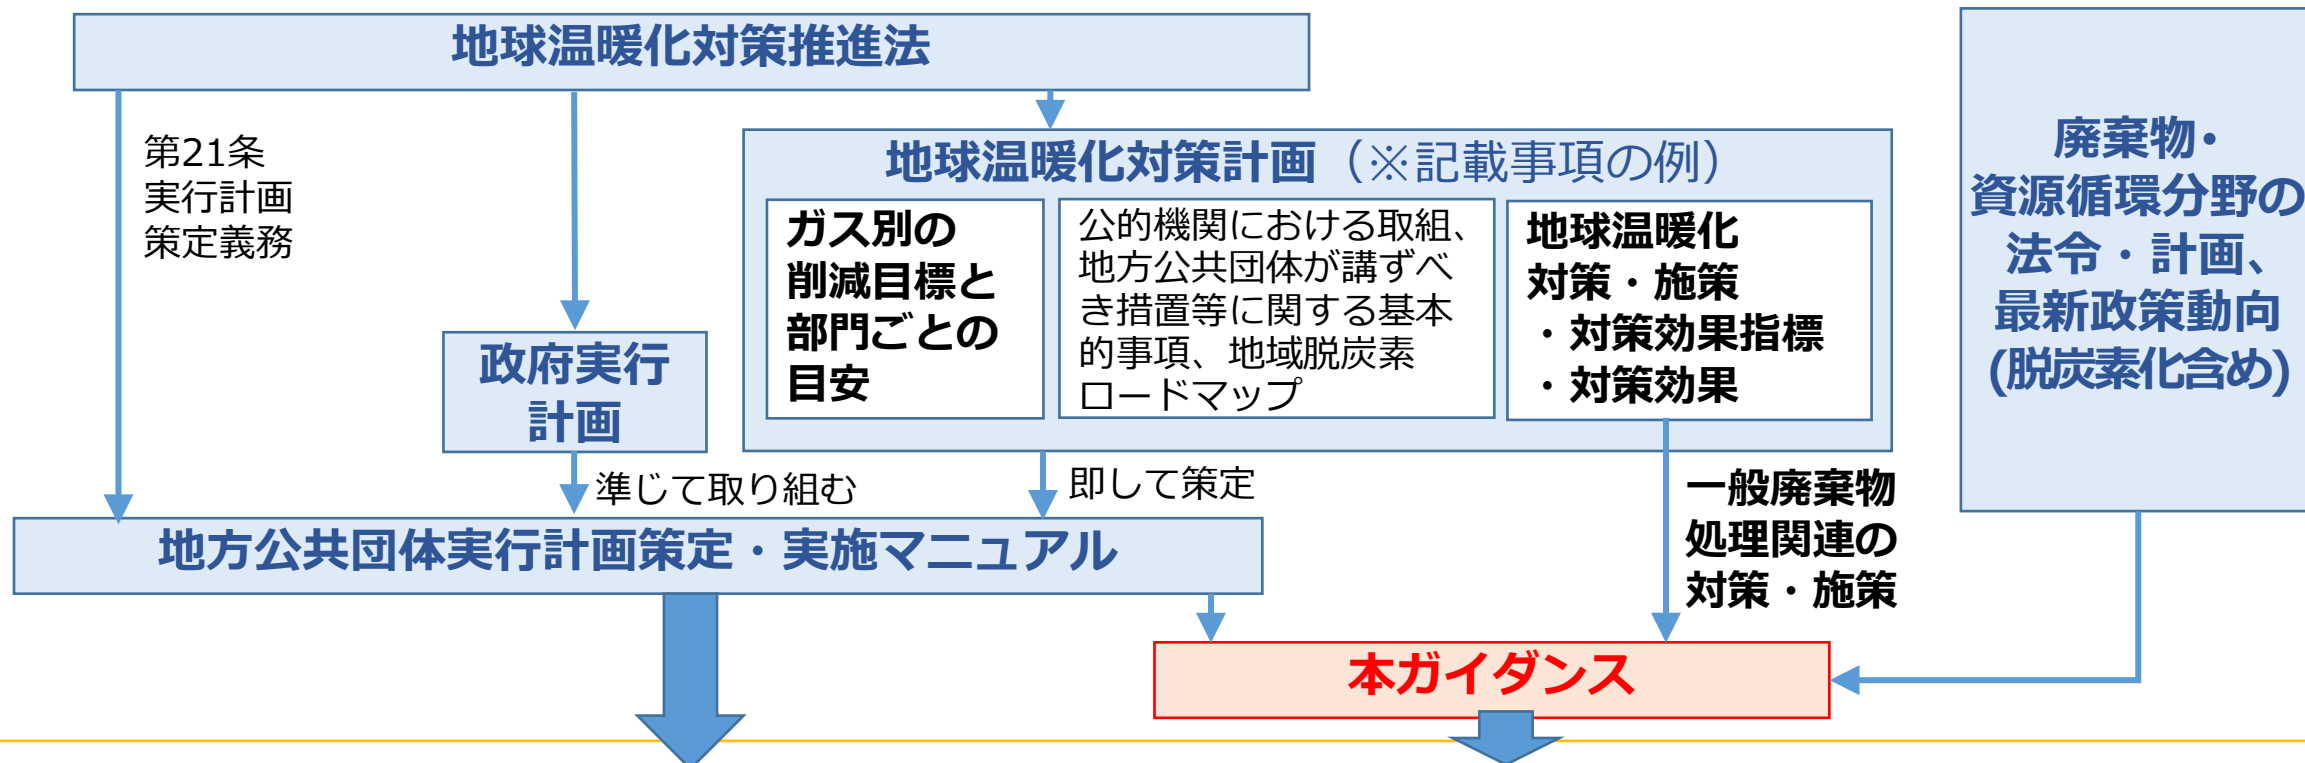 地球温暖化対策推進法
第21条
実行計画
策定義務
地球温暖化対策計画（※記載事項の例）
ガス別の
削減目標と
部門ごとの
目安
公的機関における取組、
地方公共団体が講ずべ
き措置等に関する基本
的事項、地域脱炭素
ロードマップ
地球温暖化
対策・施策
・対策効果指標
・対策効果
廃棄物・
資源循環分野の
法令・計画、
最新政策動向
(脱炭素化含め)
政府実行
計画
準じて取り組む
即して策定
一般廃棄物
処理関連の
対策・施策
地方公共団体実行計画策定・実施マニュアル
本ガイダンス